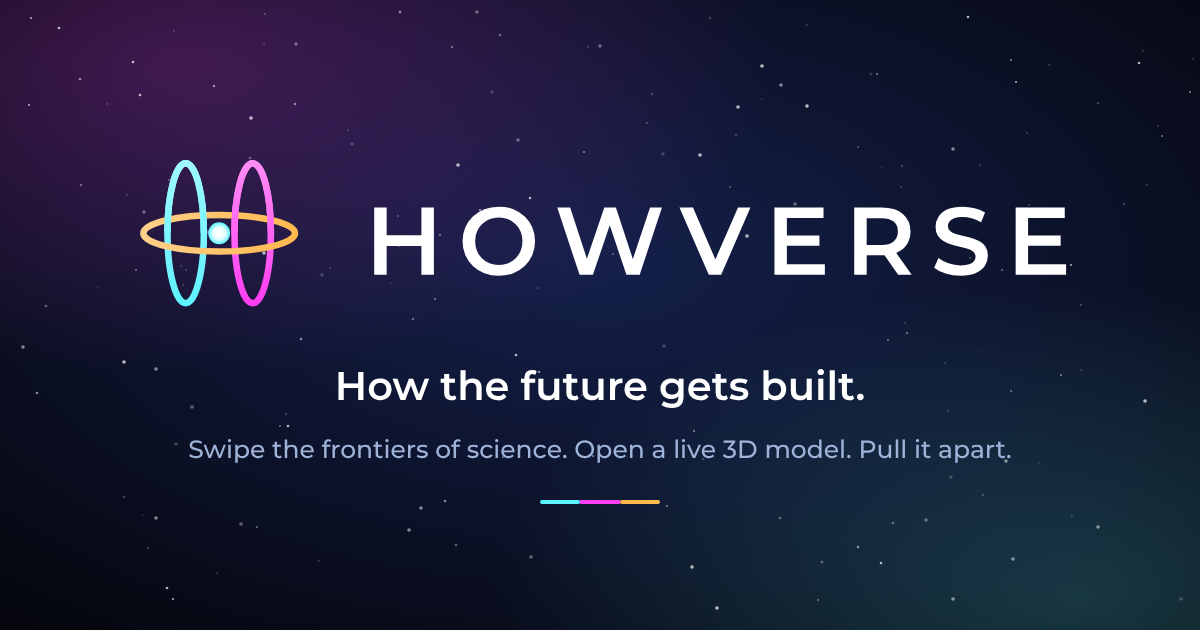 HOWVERSE
How the future gets built.
Swipe the frontiers of science. Open a live 3D model. Pull it apart.